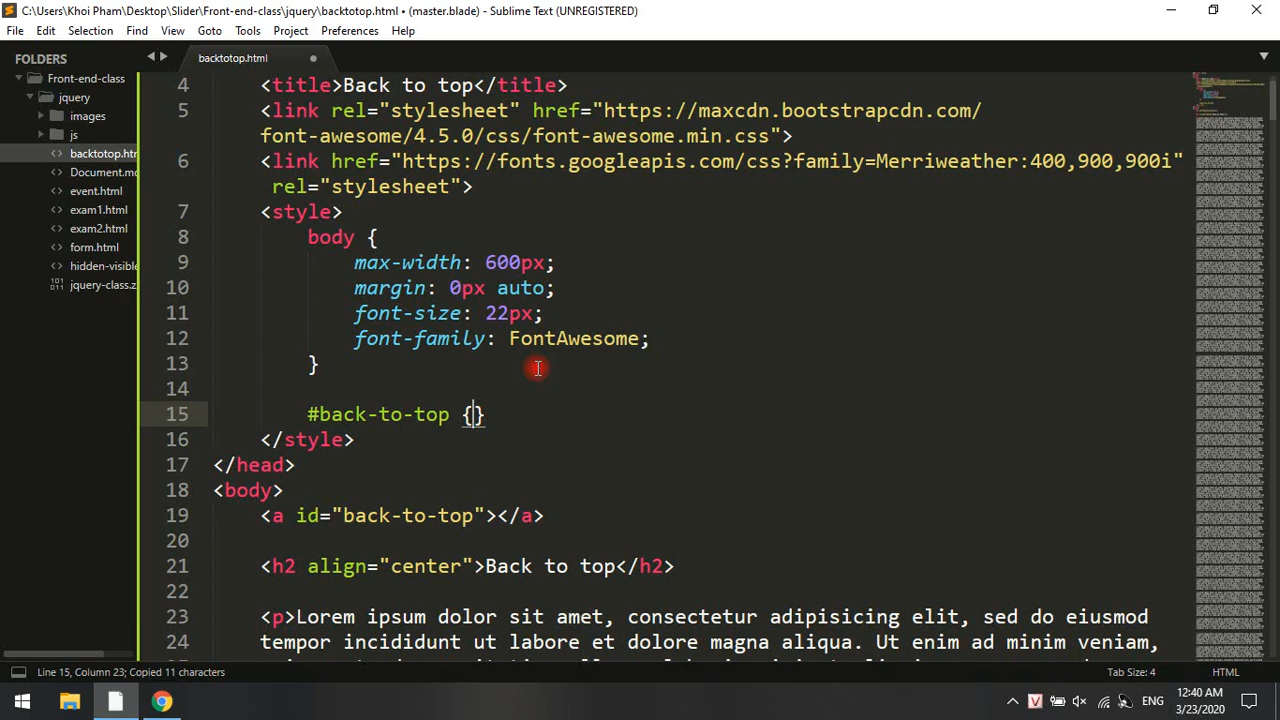 C:\Users\Khoi Pham\Desktop\Slider\Front-end-class\jquery\backtotop.html • (master.blade) - Sublime Text (UNREGISTERED)
File Edit Selection Find View Goto Tools Project Preferences Help
FOLDERS
Front-end-class
jquery
images
js
backtotop.htm
Document.md
event.html
exam1.html
exam2.html
form.html
hidden-visible
jquery-class.z
backtotop.html
4 <title>Back to top</title>
5 <link rel="stylesheet" href="https://maxcdn.bootstrapcdn.com/
font-awesome/4.5.0/css/font-awesome.min.css">
6 <link href="https://fonts.googleapis.com/css?family=Merriweather:400,900,900i"
rel="stylesheet">
7 <style>
8 body {
9 max-width: 600px;
10 margin: 0px auto;
11 font-size: 22px;
12 font-family: FontAwesome;
13 }
14
15 #back-to-top {}
16 </style>
17 </head>
18 <body>
19 <a id="back-to-top"></a>
20
21 <h2 align="center">Back to top</h2>
22
23 <p>Lorem ipsum dolor sit amet, consectetur adipisicing elit, sed do eiusmod
24 tempor incididunt ut labore et dolore magna aliqua. Ut enim ad minim veniam,
Line 15, Column 23; Copied 11 characters
Tab Size: 4
HTML
ENG
12:40 AM
3/23/2020